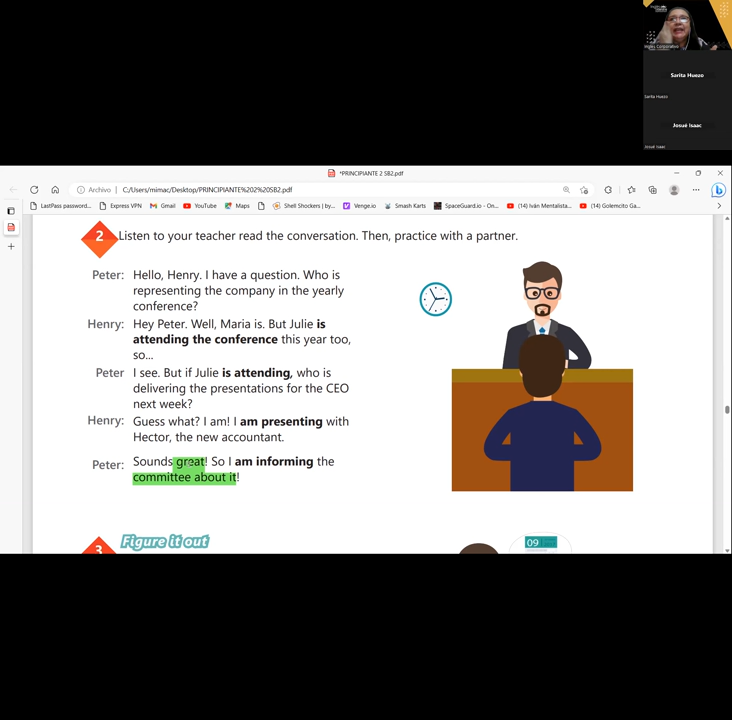 Sarita Huezo
Sarita Huezo
Josué Isaac
Josué Isaac
*PRINCIPIANTE 2 SB2.pdf
Archivo | C:/Users/mimac/Desktop/PRINCIPIANTE%202%20SB2.pdf
LastPass password... Express VPN Gmail YouTube Maps Shell Shockers | by... Venge.io Smash Karts SpaceGuard.io - On... (14) Iván Mentalista... (14) Golemcito Ga...
2 Listen to your teacher read the conversation. Then, practice with a partner.
Peter: Hello, Henry. I have a question. Who is
representing the company in the yearly
conference?
Henry: Hey Peter. Well, Maria is. But Julie is
attending the conference this year too,
so...
Peter I see. But if Julie is attending, who is
delivering the presentations for the CEO
next week?
Henry: Guess what? I am! I am presenting with
Hector, the new accountant.
Peter: Sounds great! So I am informing the
committee about it!
3 Figure it out
09